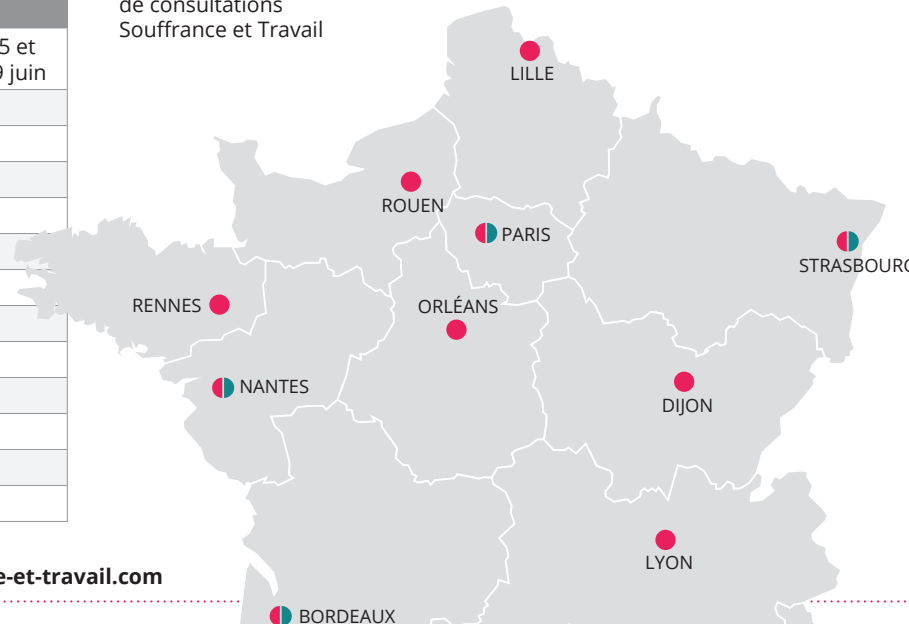 de consultations
Souffrance et Travail
5 et
9 juin
LILLE
ROUEN
PARIS
STRASBOURG
RENNES
ORLÉANS
NANTES
DIJON
LYON
e-et-travail.com
BORDEAUX